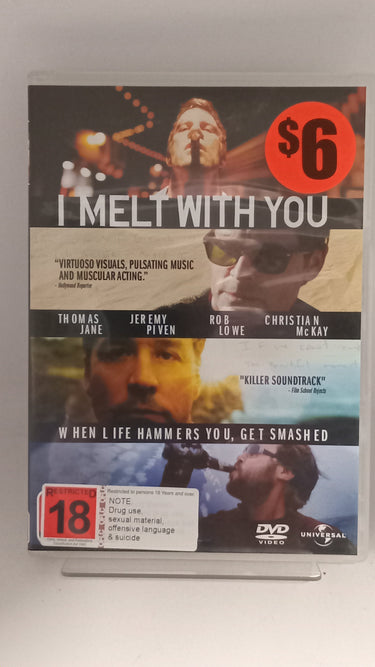 $6
I MELT WITH YOU
"VIRTUOSO VISUALS, PULSATING MUSIC
AND MUSCULAR ACTING."
- Hollywood Reporter
THOMAS JANE
JEREMY PIVEN
ROB LOWE
CHRISTIAN McKAY
"KILLER SOUNDTRACK"
- Film School Rejects
WHEN LIFE HAMMERS YOU, GET SMASHED
RESTRICTED
18
Restricted to persons 18 Years and over.
NOTE:
Drug use,
sexual material,
offensive language
& suicide
DVD
VIDEO
UNIVERSAL